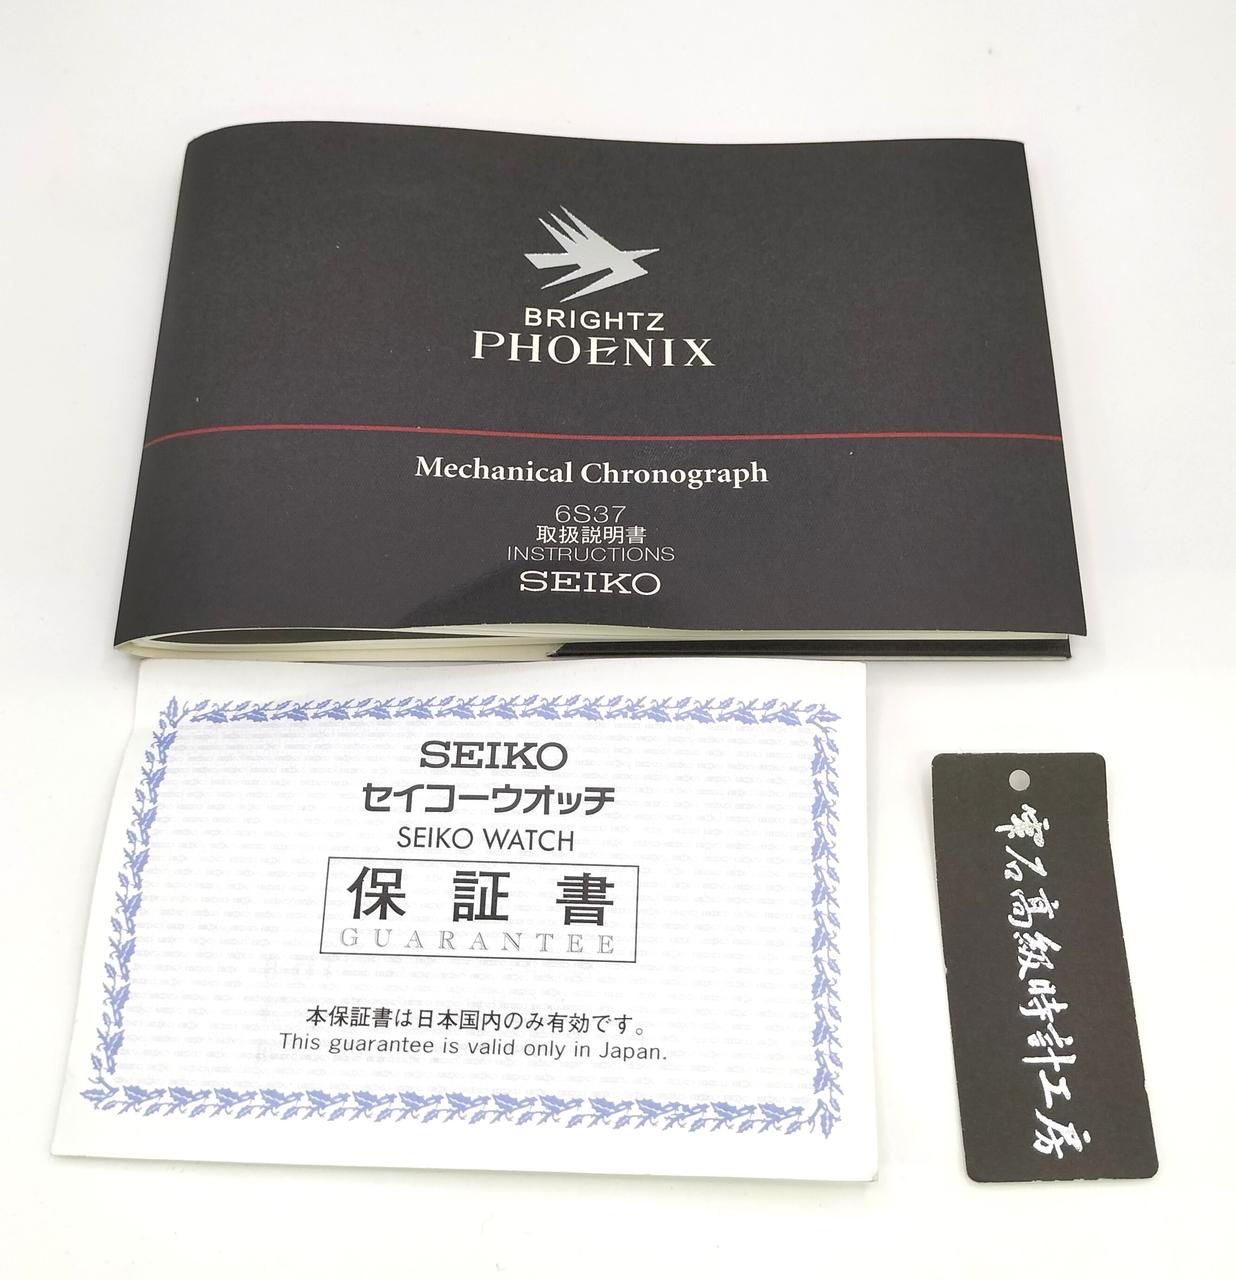 BRIGHTZ
PHOENIX
Mechanical Chronograph
6S37
取扱説明書
INSTRUCTIONS
SEIKO
SEIKO
セイコーウオッチ
SEIKO WATCH
保証書
GUARANTEE
本保証書は日本国内のみ有効です。
This guarantee is valid only in Japan.
雫石高級時計工房